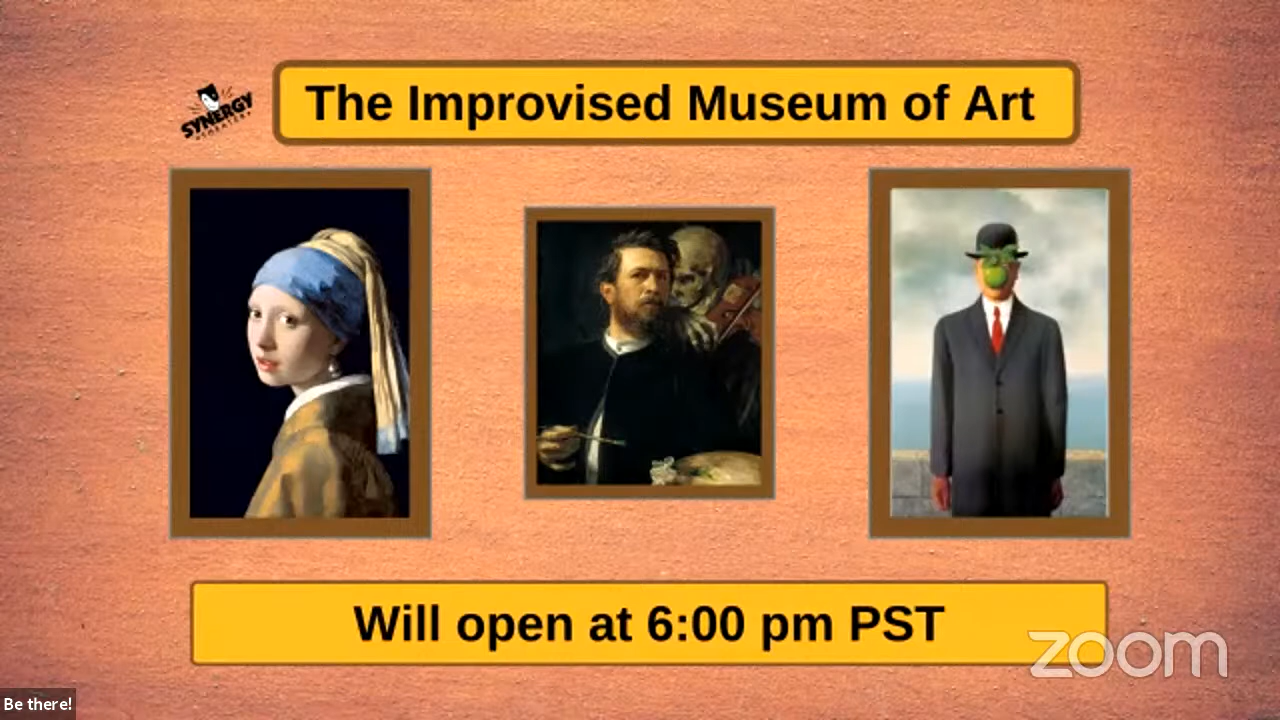 The Improvised Museum of Art
SYNERGY
Will open at 6:00 pm PST
zoom
Be there!